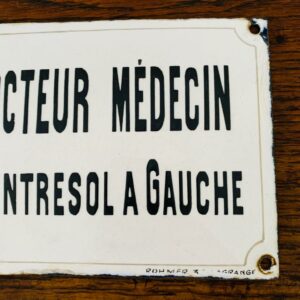 CTEUR MÉDECIN
NTRESOL A GAUCHE